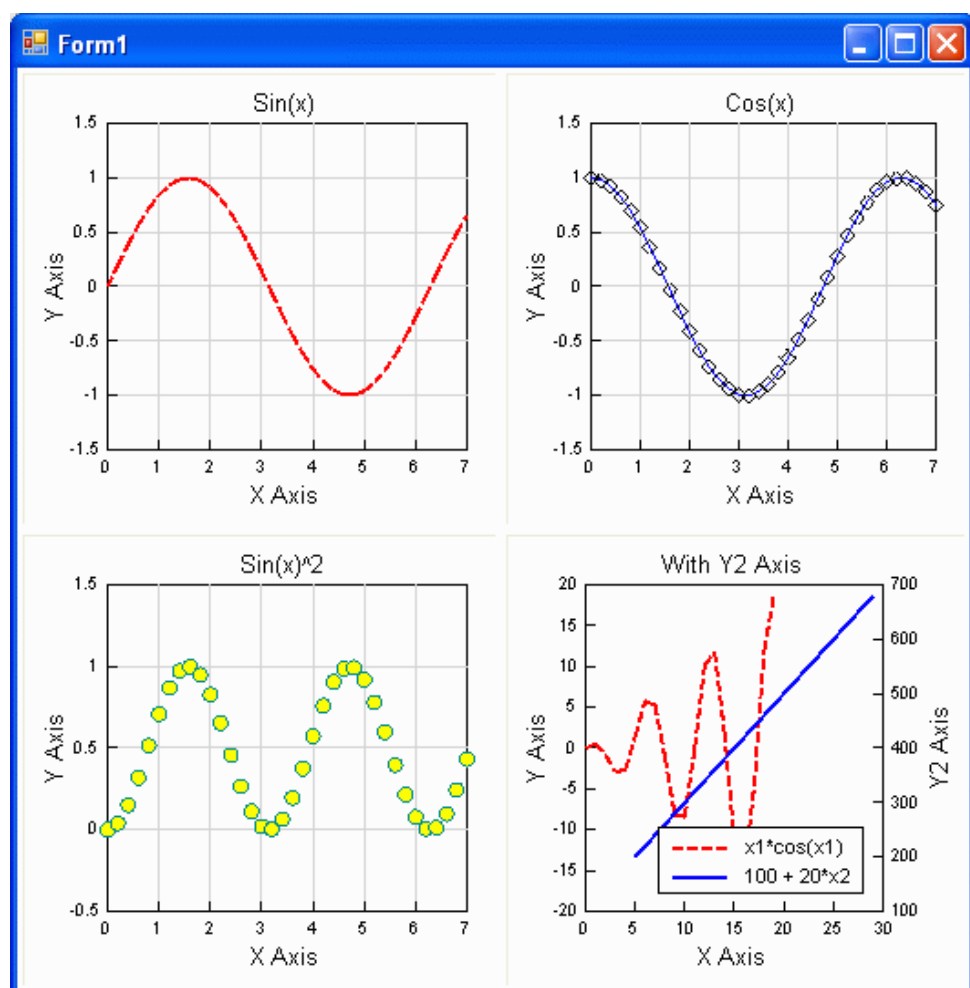 Form1
Sin(x)
1.5
1
0.5
0
-0.5
-1
-1.5
Y Axis
0 1 2 3 4 5 6 7
X Axis
Cos(x)
1.5
1
0.5
0
-0.5
-1
-1.5
Y Axis
0 1 2 3 4 5 6 7
X Axis
Sin(x)^2
1.5
1
0.5
0
-0.5
Y Axis
0 1 2 3 4 5 6 7
X Axis
With Y2 Axis
20
15
10
5
0
-5
-10
-15
-20
Y Axis
700
600
500
400
300
200
100
Y2 Axis
x1*cos(x1)
100 + 20*x2
0 5 10 15 20 25 30
X Axis